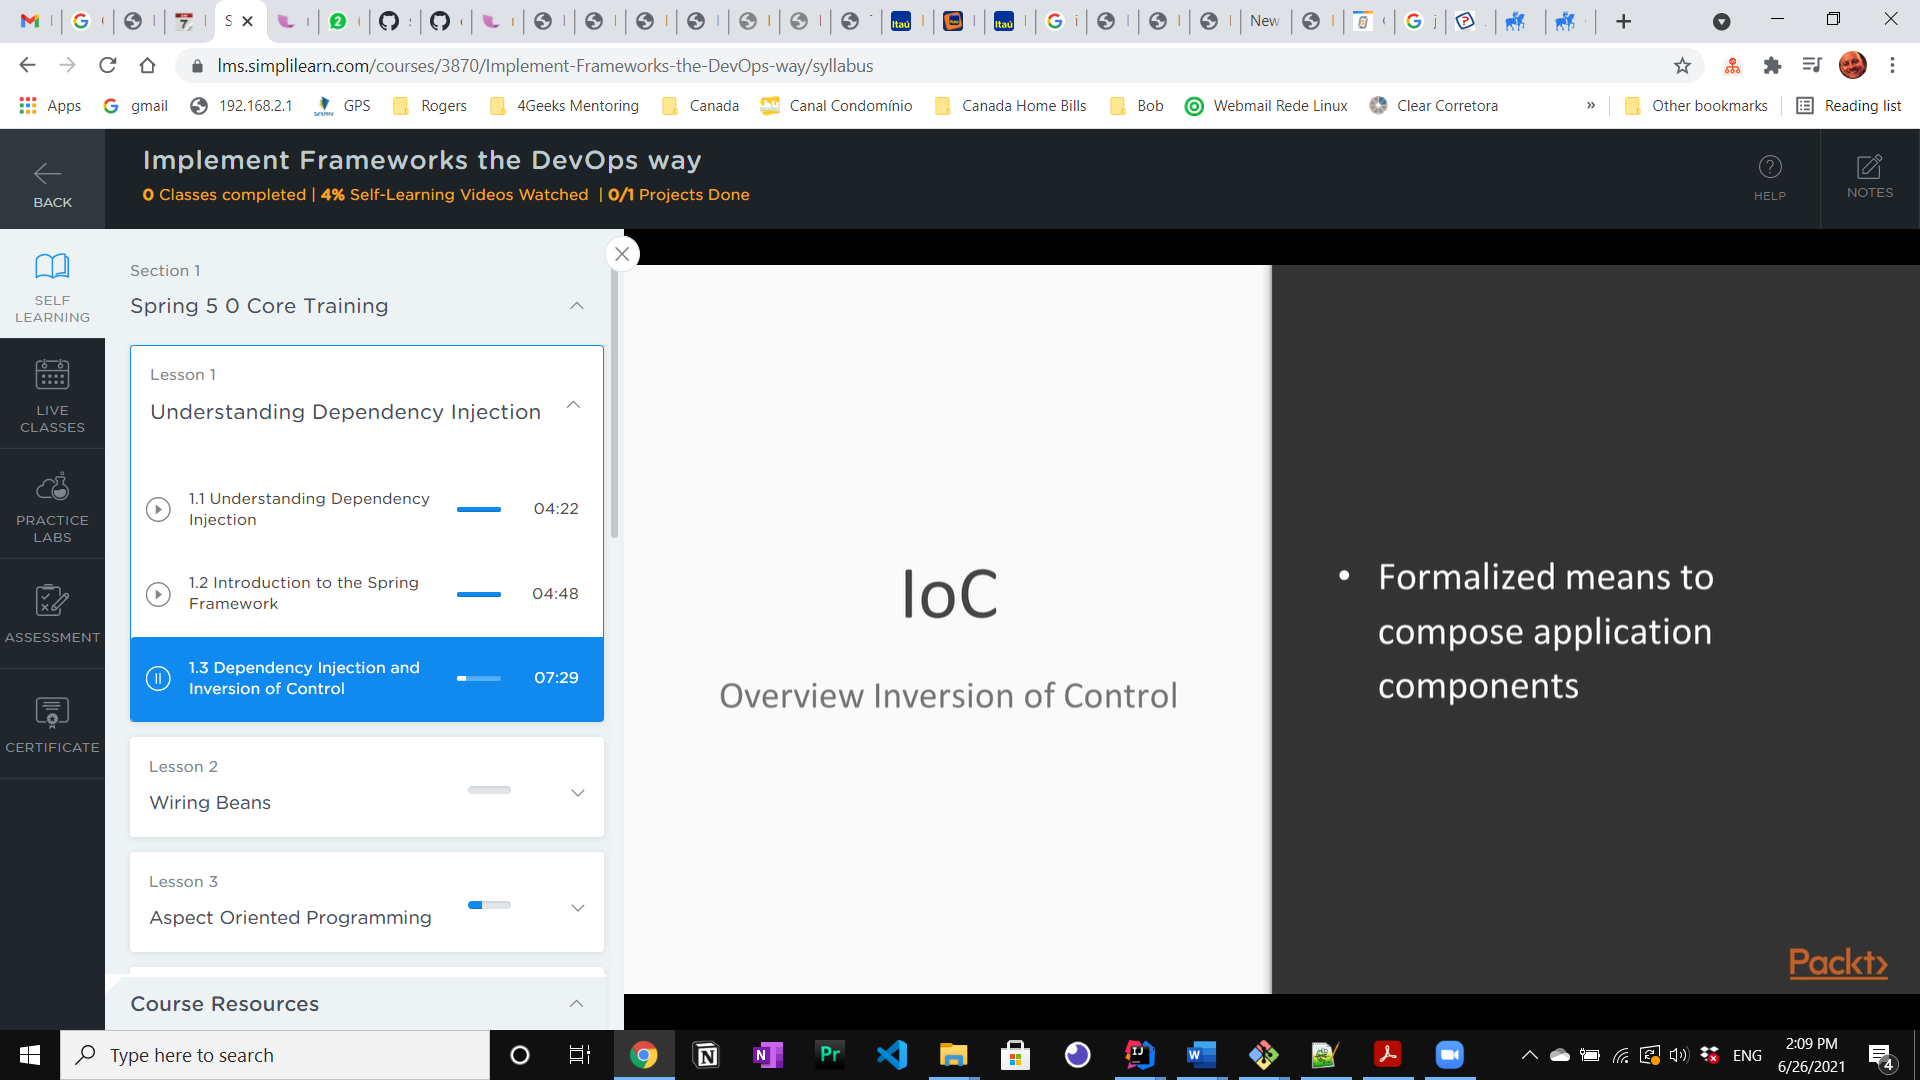 lms.simplilearn.com/courses/3870/Implement-Frameworks-the-DevOps-way/syllabus
Apps
gmail
192.168.2.1
GPS
Rogers
4Geeks Mentoring
Canada
Canal Condomínio
Canada Home Bills
Bob
Webmail Rede Linux
Clear Corretora
»
Other bookmarks
Reading list
BACK
Implement Frameworks the DevOps way
0 Classes completed | 4% Self-Learning Videos Watched | 0/1 Projects Done
HELP
NOTES
SELF
LEARNING
LIVE
CLASSES
PRACTICE
LABS
ASSESSMENT
CERTIFICATE
Section 1
Spring 5 0 Core Training
Lesson 1
Understanding Dependency Injection
1.1 Understanding Dependency
Injection
04:22
1.2 Introduction to the Spring
Framework
04:48
1.3 Dependency Injection and
Inversion of Control
07:29
Lesson 2
Wiring Beans
Lesson 3
Aspect Oriented Programming
Course Resources
IoC
Overview Inversion of Control
• Formalized means to
compose application
components
Packt>
Type here to search
ENG
2:09 PM
6/26/2021
4